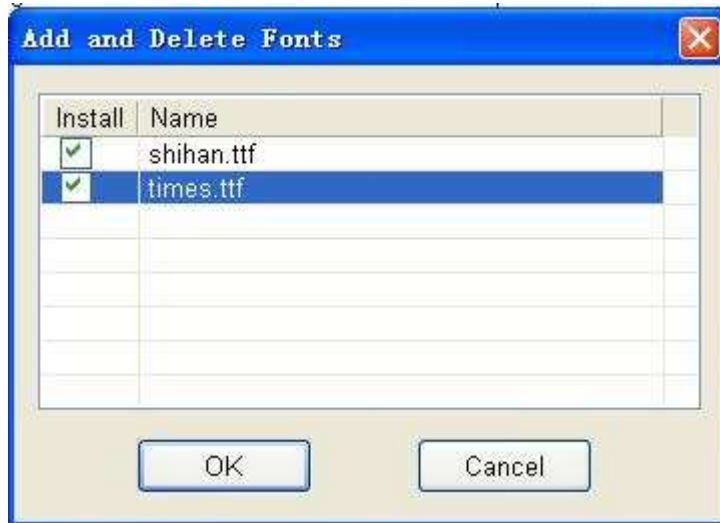 Add and Delete Fonts
Install Name
shihan.ttf
times.ttf
OK Cancel